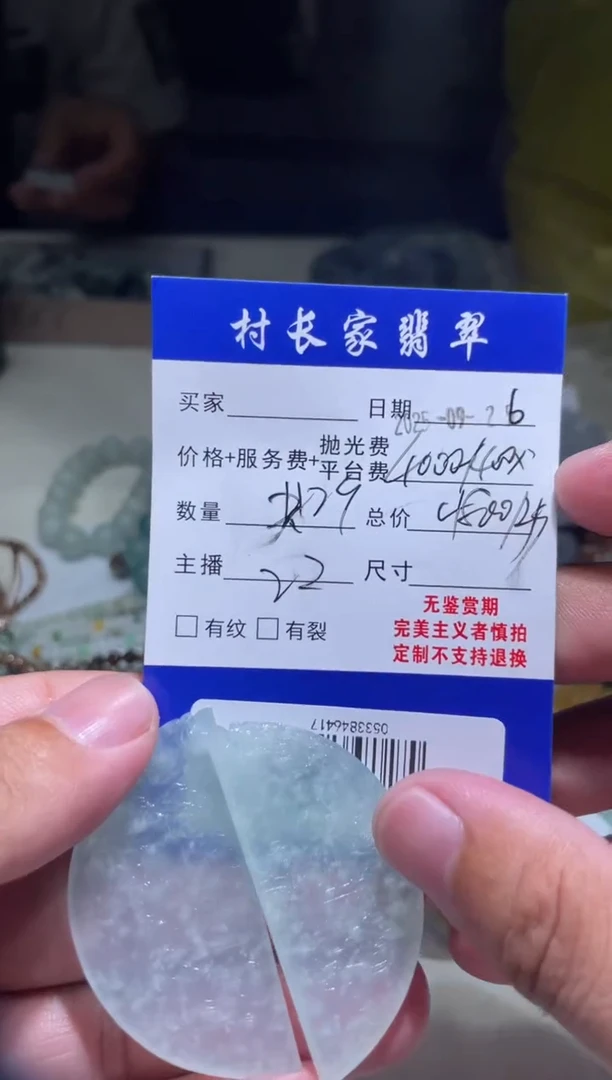 村长家翡翠
买家 日期 2025-09-26
价格+服务费+抛光费平台费
数量 总价
主播 22 尺寸
无鉴赏期
□有纹 □有裂 完美主义者慎拍
定制不支持退换
0533846417